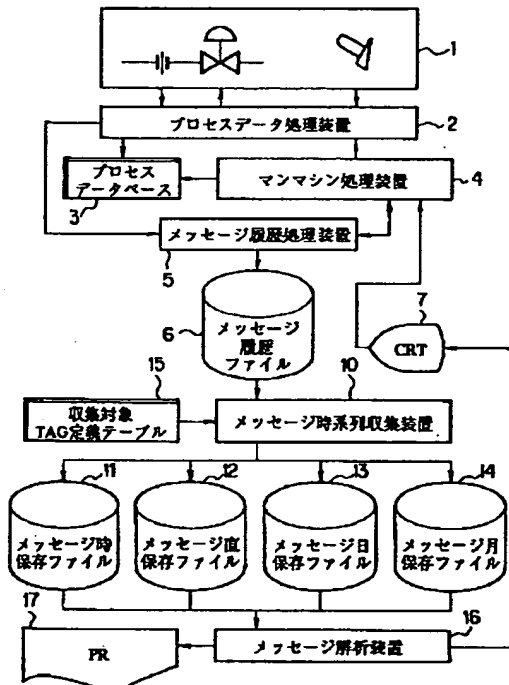 1
プロセスデータ処理装置
2
プロセス
データベース
3
マンマシン処理装置
4
メッセージ履歴処理装置
5
6
メッセージ
履歴
ファイル
7
CRT
15
収集対象
TAG定義テーブル
10
メッセージ時系列収集装置
11
メッセージ時
保存ファイル
12
メッセージ直
保存ファイル
13
メッセージ日
保存ファイル
14
メッセージ月
保存ファイル
17
PR
16
メッセージ解析装置